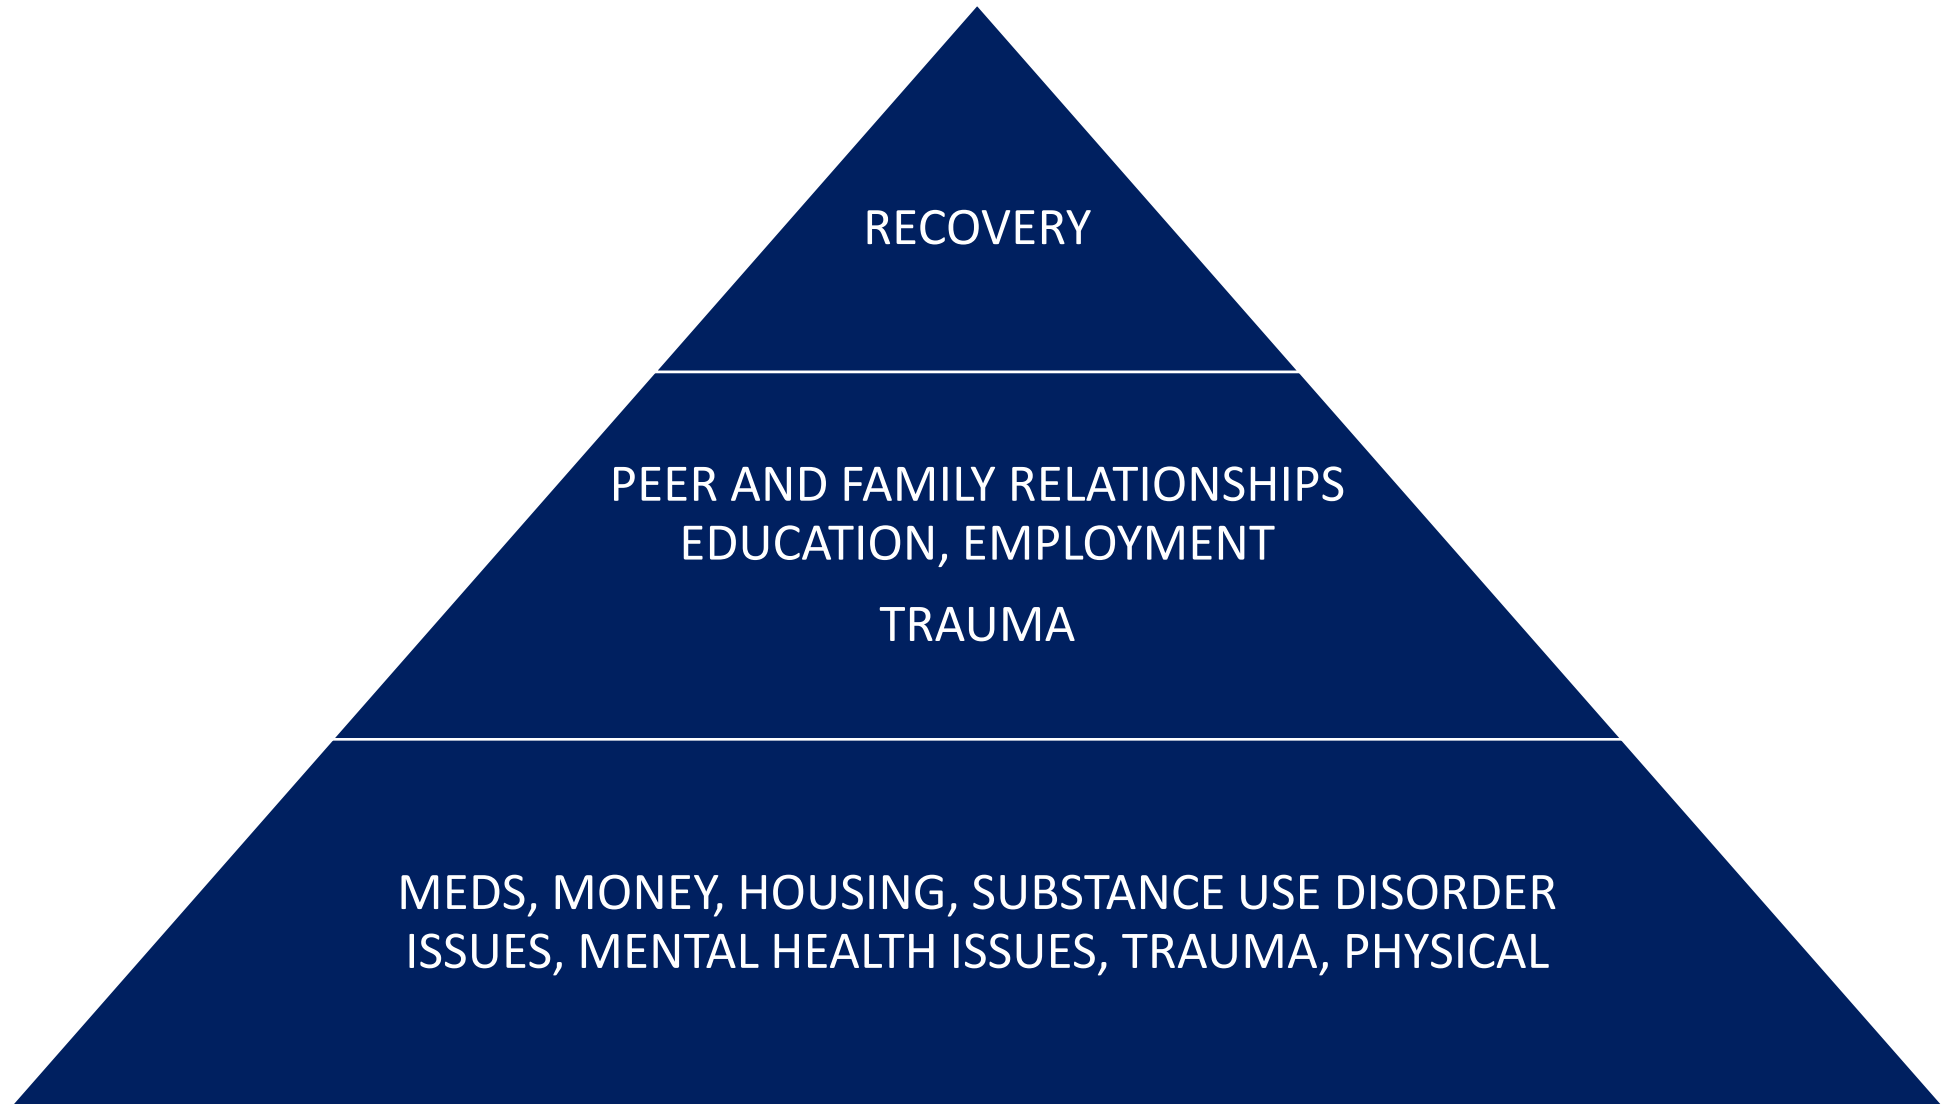 RECOVERY
PEER AND FAMILY RELATIONSHIPS
EDUCATION, EMPLOYMENT
TRAUMA
MEDS, MONEY, HOUSING, SUBSTANCE USE DISORDER
ISSUES, MENTAL HEALTH ISSUES, TRAUMA, PHYSICAL